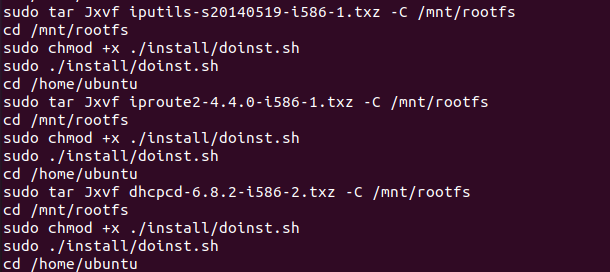 sudo tar Jxvf iputils-s20140519-i586-1.txz -C /mnt/rootfs
cd /mnt/rootfs
sudo chmod +x ./install/doinst.sh
sudo ./install/doinst.sh
cd /home/ubuntu
sudo tar Jxvf iproute2-4.4.0-i586-1.txz -C /mnt/rootfs
cd /mnt/rootfs
sudo chmod +x ./install/doinst.sh
sudo ./install/doinst.sh
cd /home/ubuntu
sudo tar Jxvf dhcpcd-6.8.2-i586-2.txz -C /mnt/rootfs
cd /mnt/rootfs
sudo chmod +x ./install/doinst.sh
sudo ./install/doinst.sh
cd /home/ubuntu